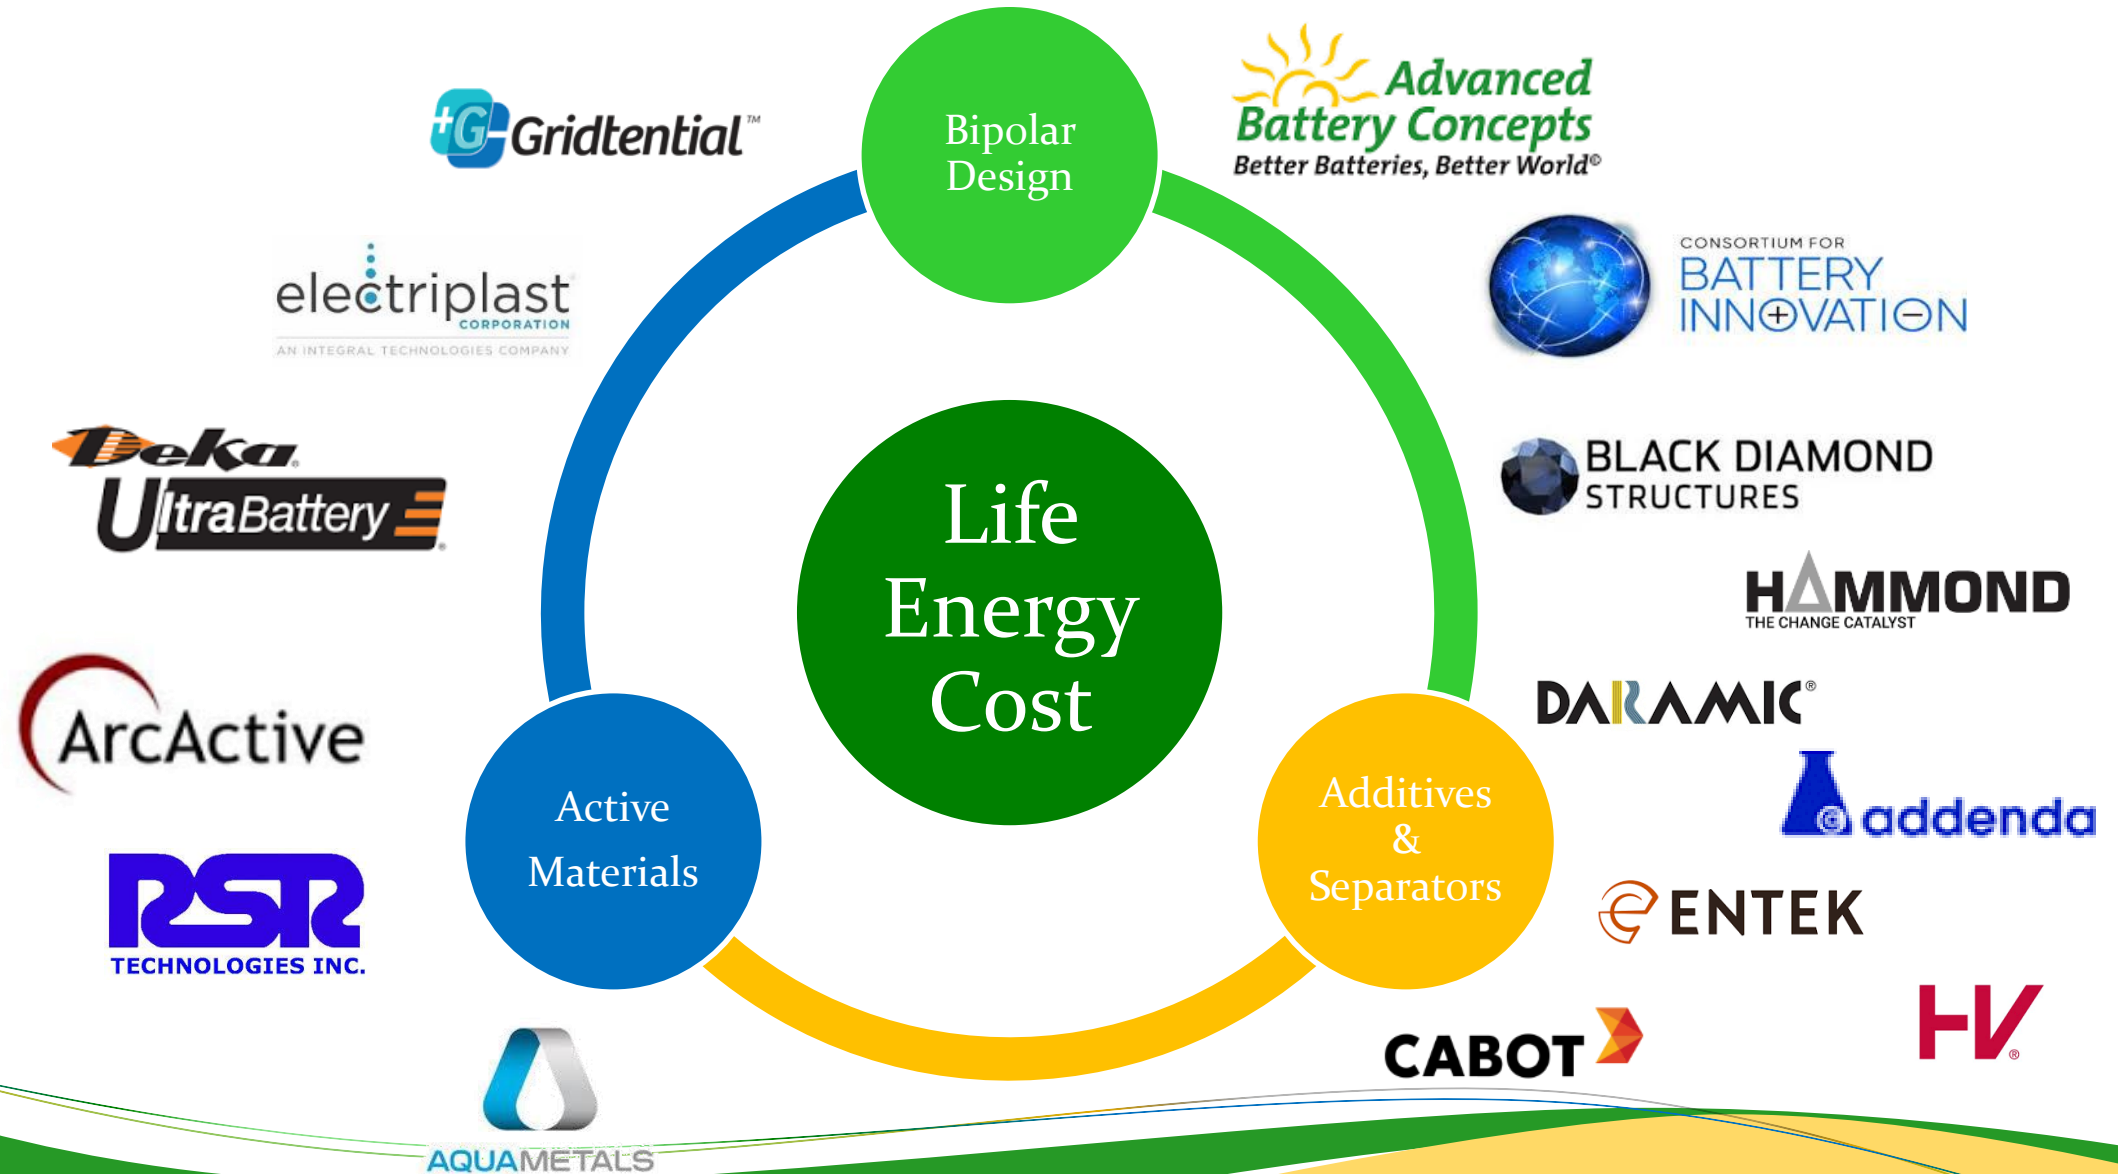 Bipolar
Design
Gridtential™
Advanced
Battery Concepts
Better Batteries, Better World©
electriplast
CORPORATION
AN INTEGRAL TECHNOLOGIES COMPANY
CONSORTIUM FOR
BATTERY
INNOVATION
Deka®
UltraBattery®
Life
Energy
Cost
BLACK DIAMOND
STRUCTURES
HAMMOND
THE CHANGE CATALYST
ArcActive
DARAMIC®
Active
Materials
Additives
&
Separators
addenda
RSR
TECHNOLOGIES INC.
ENTEK
CABOT
HV®
AQUAMETALS